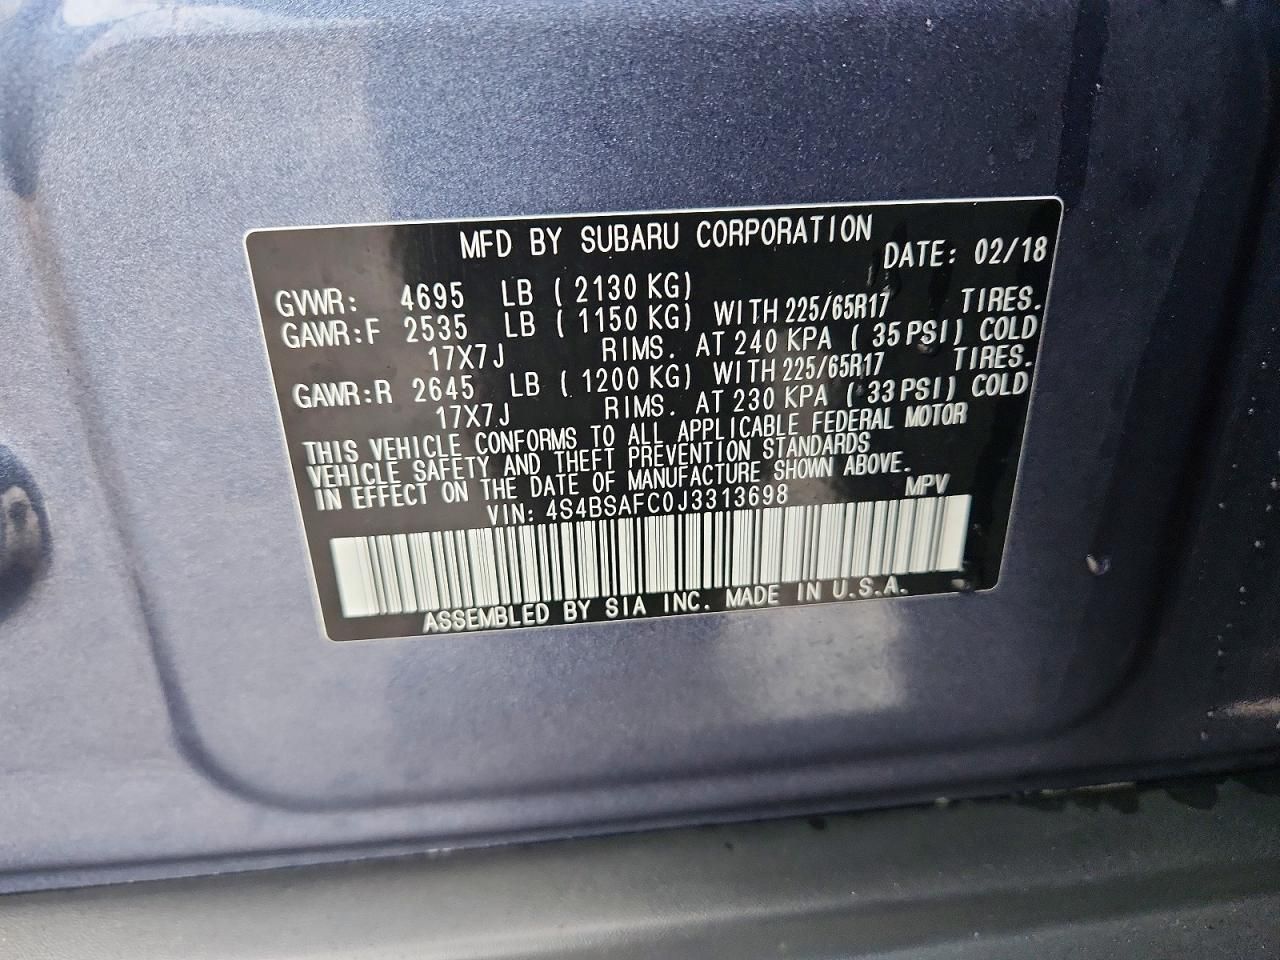 MFD BY SUBARU CORPORATION
DATE: 02/18
GVWR: 4695 LB ( 2130 KG)
GAWR:F 2535 LB ( 1150 KG) WITH 225/65R17 TIRES.
17X7J RIMS. AT 240 KPA ( 35 PSI) COLD
GAWR:R 2645 LB ( 1200 KG) WITH 225/65R17 TIRES.
17X7J RIMS. AT 230 KPA ( 33 PSI) COLD
THIS VEHICLE CONFORMS TO ALL APPLICABLE FEDERAL MOTOR
VEHICLE SAFETY AND THEFT PREVENTION STANDARDS
IN EFFECT ON THE DATE OF MANUFACTURE SHOWN ABOVE.
VIN: 4S4BSAFC0J3313698 MPV
ASSEMBLED BY SIA INC. MADE IN U.S.A.